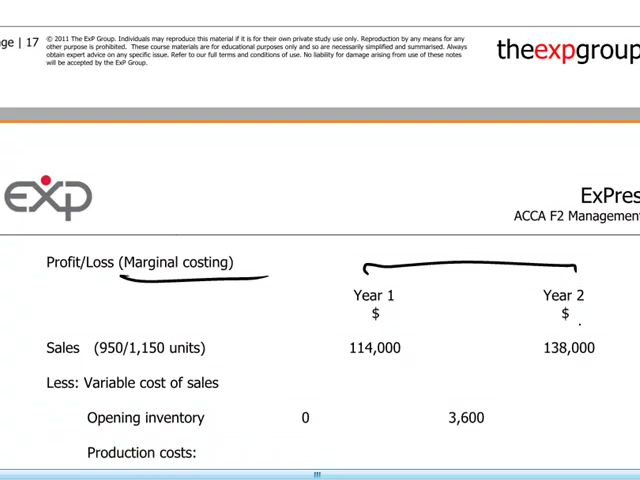 age | 17
© 2011 The ExP Group. Individuals may reproduce this material if it is for their own private study use only. Reproduction by any means for any
other purpose is prohibited. These course materials are for educational purposes only and so are necessarily simplified and summarised. Always
obtain expert advice on any specific issue. Refer to our full terms and conditions of use. No liability for damage arising from use of these notes
will be accepted by the ExP Group.
theexpgroup
exp
ExPres
ACCA F2 Management
Profit/Loss (Marginal costing)
Year 1 Year 2
$ $
Sales (950/1,150 units) 114,000 138,000
Less: Variable cost of sales
Opening inventory 0 3,600
Production costs: